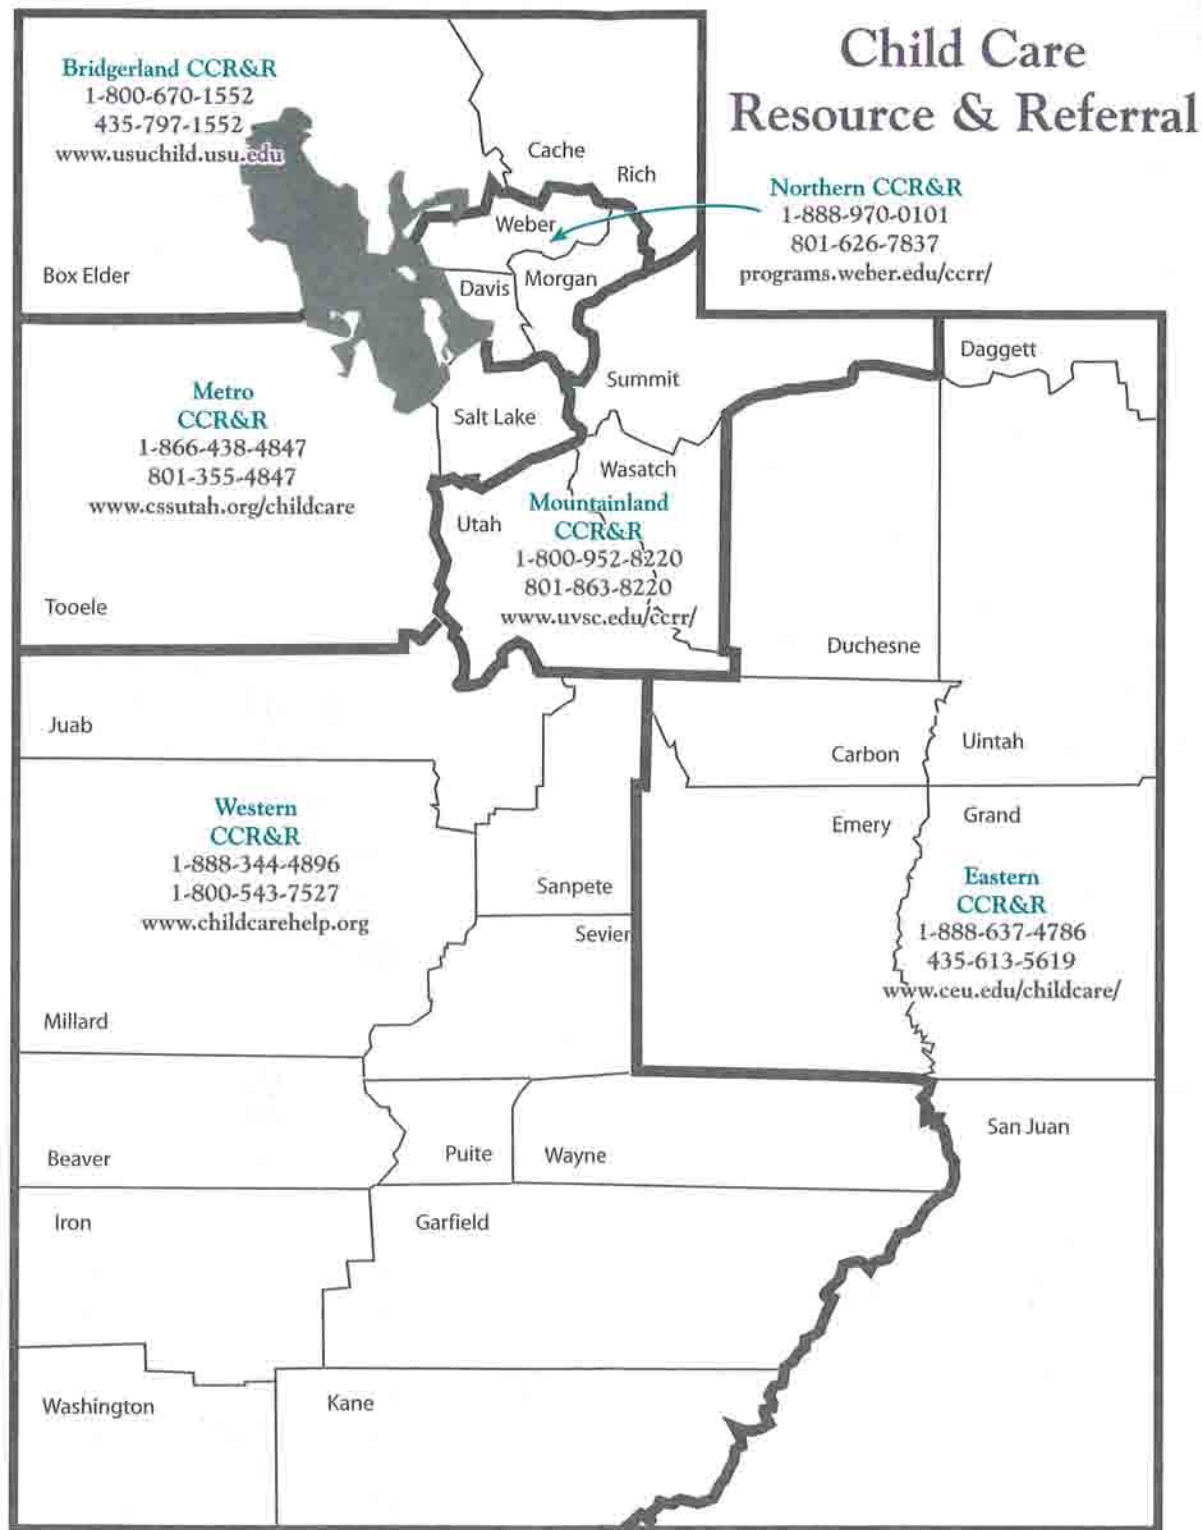 Child Care
Resource & Referral
Bridgerland CCR&R
1-800-670-1552
435-797-1552
www.usuchild.usu.edu
Cache
Rich
Northern CCR&R
1-888-970-0101
801-626-7837
programs.weber.edu/ccrr/
Weber
Box Elder
Davis
Morgan
Daggett
Summit
Metro
CCR&R
1-866-438-4847
801-355-4847
www.cssutah.org/childcare
Salt Lake
Wasatch
Utah
Mountainland
CCR&R
1-800-952-8220
801-863-8220
www.uvsc.edu/ccrr/
Tooele
Duchesne
Juab
Carbon
Uintah
Western
CCR&R
1-888-344-4896
1-800-543-7527
www.childcarehelp.org
Emery
Grand
Sanpete
Sevier
Eastern
CCR&R
1-888-637-4786
435-613-5619
www.ceu.edu/childcare/
Millard
San Juan
Beaver
Puite
Wayne
Iron
Garfield
Washington
Kane